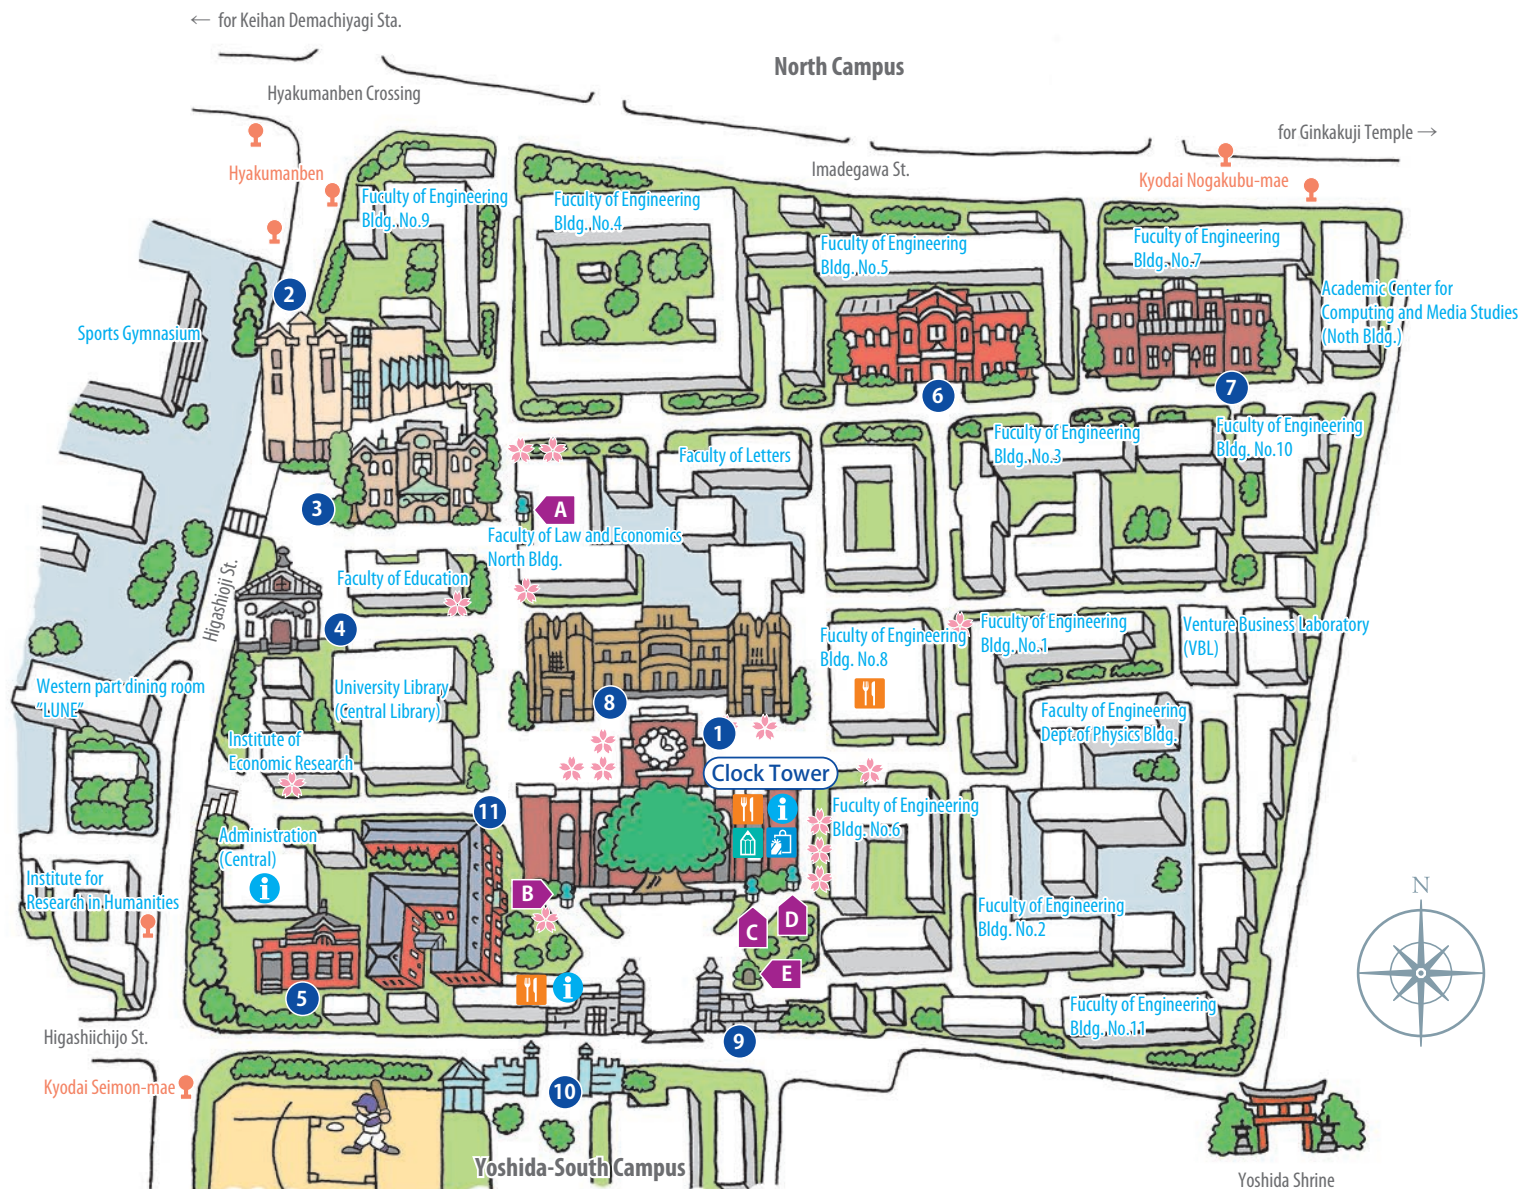 ← for Keihan Demachiyagi Sta.
North Campus
Hyakumanben Crossing
for Ginkakuji Temple →
Imadegawa St.
Hyakumanben
Kyodai Nogakubu-mae
Fuculty of Engineering
Bldg. No.9
Fuculty of Engineering
Bldg. No.4
Fuculty of Engineering
Bldg. No.5
Fuculty of Engineering
Bldg. No.7
Academic Center for
Computing and Media Studies
(Noth Bldg.)
2
Sports Gymnasium
6
7
Fuculty of Engineering
Bldg. No.3
Fuculty of Engineering
Bldg. No.10
Faculty of Letters
3
A
Faculty of Law and Economics
North Bldg.
Higashioji St.
Faculty of Education
4
Fuculty of Engineering
Bldg. No.8
Fuculty of Engineering
Bldg. No.1
Venture Business Laboratory
(VBL)
Western part dining room
"LUNE"
University Library
(Central Library)
8
1
Faculty of Engineering
Dept.of Physics Bldg.
Institute of
Economic Research
Clock Tower
11
i
Fuculty of Engineering
Bldg. No.6
Administration
(Central)
i
Institute for
Research in Humanities
B
C
D
E
Fuculty of Engineering
Bldg. No.2
N
5
i
Fuculty of Engineering
Bldg. No.11
Higashiichijo St.
9
Kyodai Seimon-mae
10
Yoshida-South Campus
Yoshida Shrine